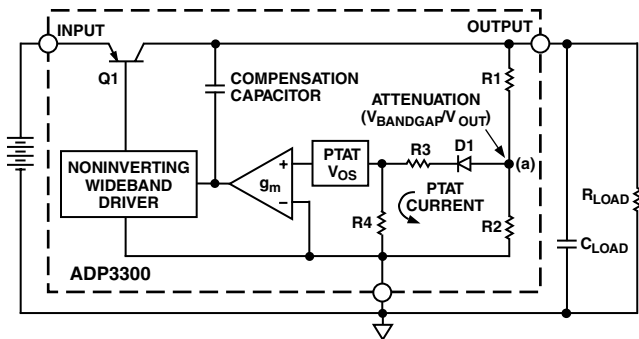 INPUT
OUTPUT
Q1
COMPENSATION
CAPACITOR
R1
ATTENUATION
(VBANDGAP/VOUT)
NONINVERTING
WIDEBAND
DRIVER
gm
+
−
PTAT
VOS
R3
D1
(a)
PTAT
CURRENT
R4
R2
RLOAD
CLOAD
ADP3300